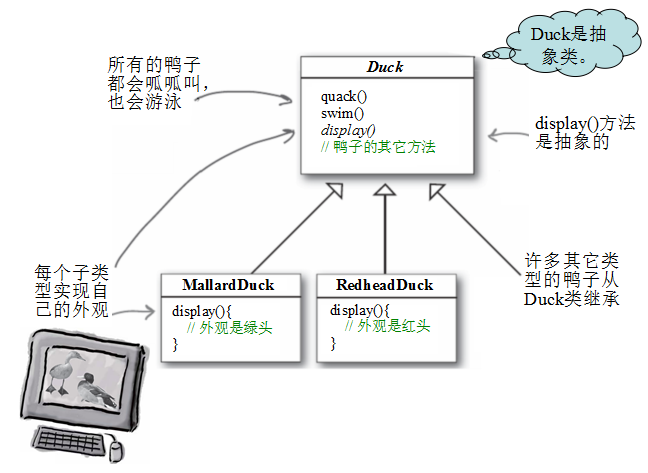 Duck是抽
象类。
所有的鸭子
都会呱呱叫，
也会游泳
Duck
quack()
swim()
display()
// 鸭子的其它方法
display()方法
是抽象的
每个子类
型实现自
己的外观
许多其它类
型的鸭子从
Duck类继承
MallardDuck
display(){
// 外观是绿头
}
RedheadDuck
display(){
// 外观是红头
}